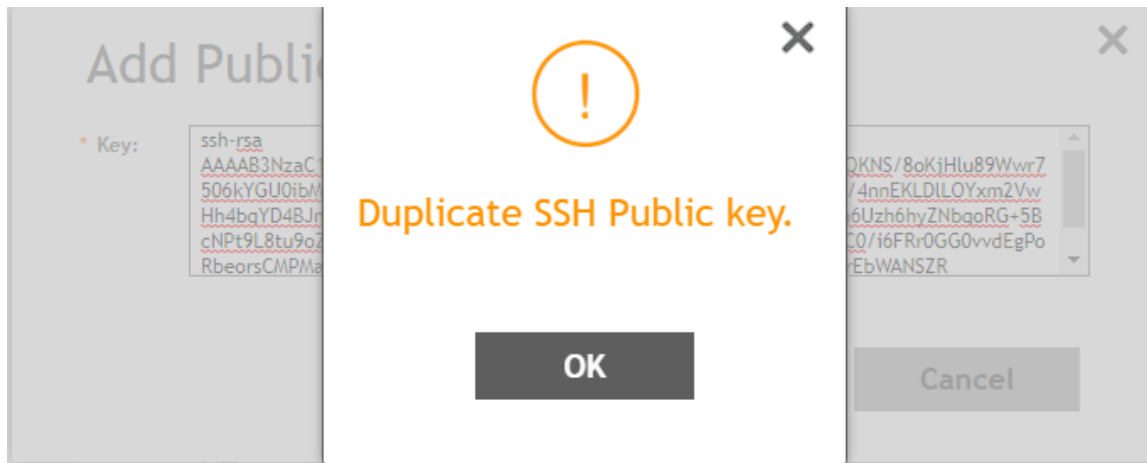 Add Publi
* Key:
ssh-rsa
AAAAB3NzaC1
QKNS/8oKjHlu89Wwr7
506kYGU0ibM
/4nnEKLDlLOYxm2Vw
Hh4bgYD4BJr
6Uzh6hyZNbqoRG+5B
cNPt9L8tu9oZ
C0/i6FRr0GG0vvdEgPo
RbeorsCMPMa
rEbWANSZR
!
Duplicate SSH Public key.
OK
Cancel